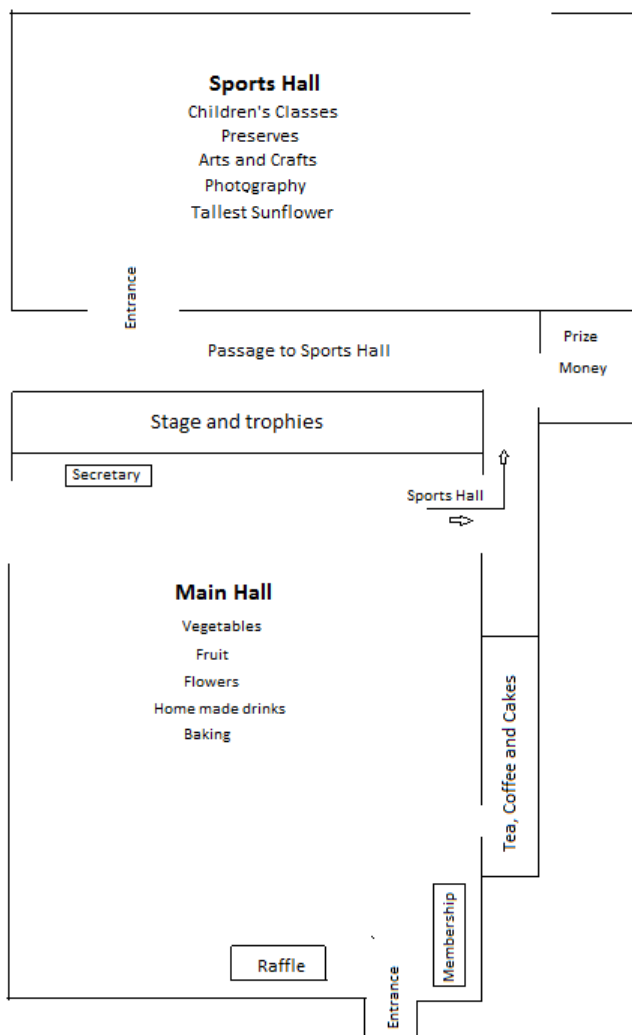 Sports Hall
Children's Classes
Preserves
Arts and Crafts
Photography
Tallest Sunflower
Entrance
Prize
Money
Passage to Sports Hall
Stage and trophies
Secretary
Sports Hall
Main Hall
Vegetables
Fruit
Flowers
Home made drinks
Baking
Tea, Coffee and Cakes
Membership
Raffle
Entrance